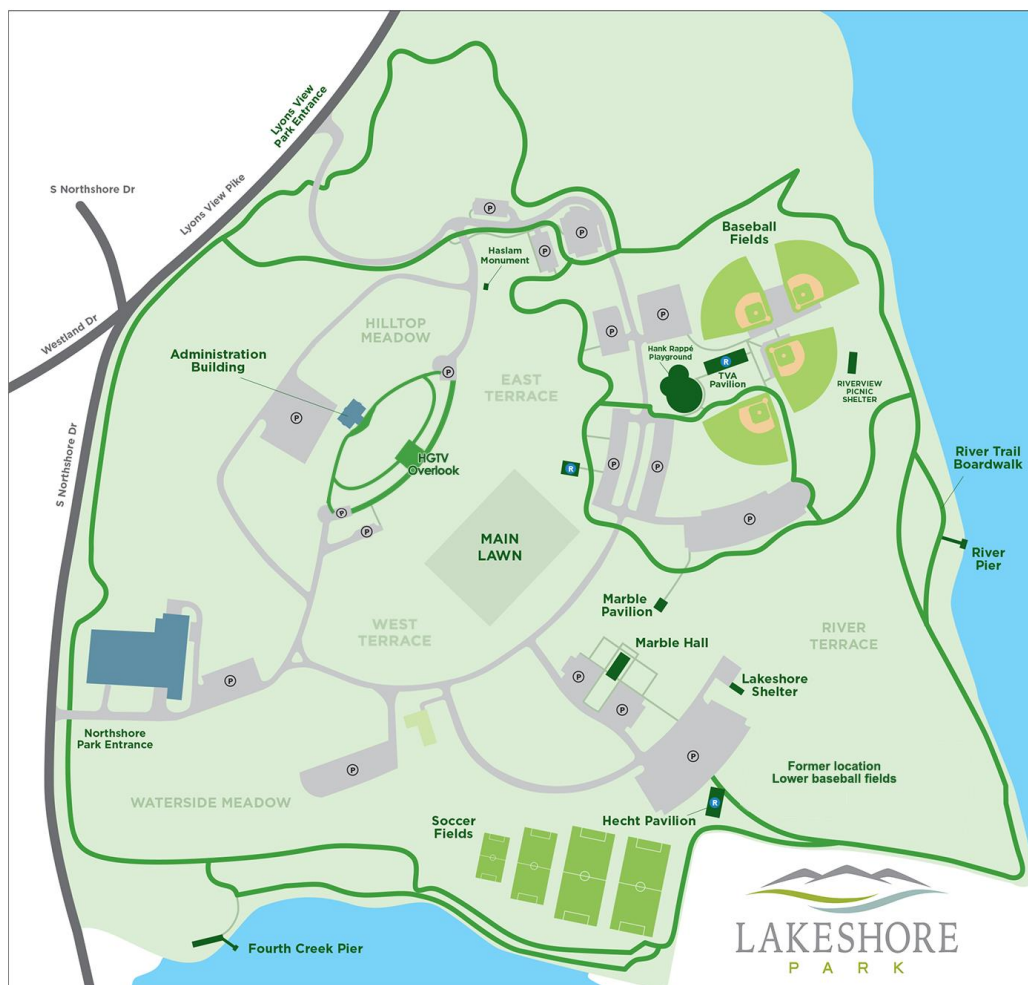 Lyons View
Park Entrance
S Northshore Dr
Lyons View Pike
P
P
P
Baseball
Fields
Haslam
Monument
Westland Dr
HILLTOP
MEADOW
P
P
Administration
Building
Hank Rappé
Playground
R
TVA
Pavilion
P
EAST
TERRACE
RIVERVIEW
PICNIC
SHELTER
P
S Northshore Dr
HGTV
Overlook
R
P
P
River Trail
Boardwalk
P
P
P
MAIN
LAWN
River
Pier
Marble
Pavilion
WEST
TERRACE
RIVER
TERRACE
Marble Hall
P
P
Lakeshore
Shelter
P
Northshore
Park Entrance
P
P
Former location
Lower baseball fields
WATERSIDE MEADOW
R
Soccer
Fields
Hecht Pavilion
Fourth Creek Pier
LAKESHORE
PARK